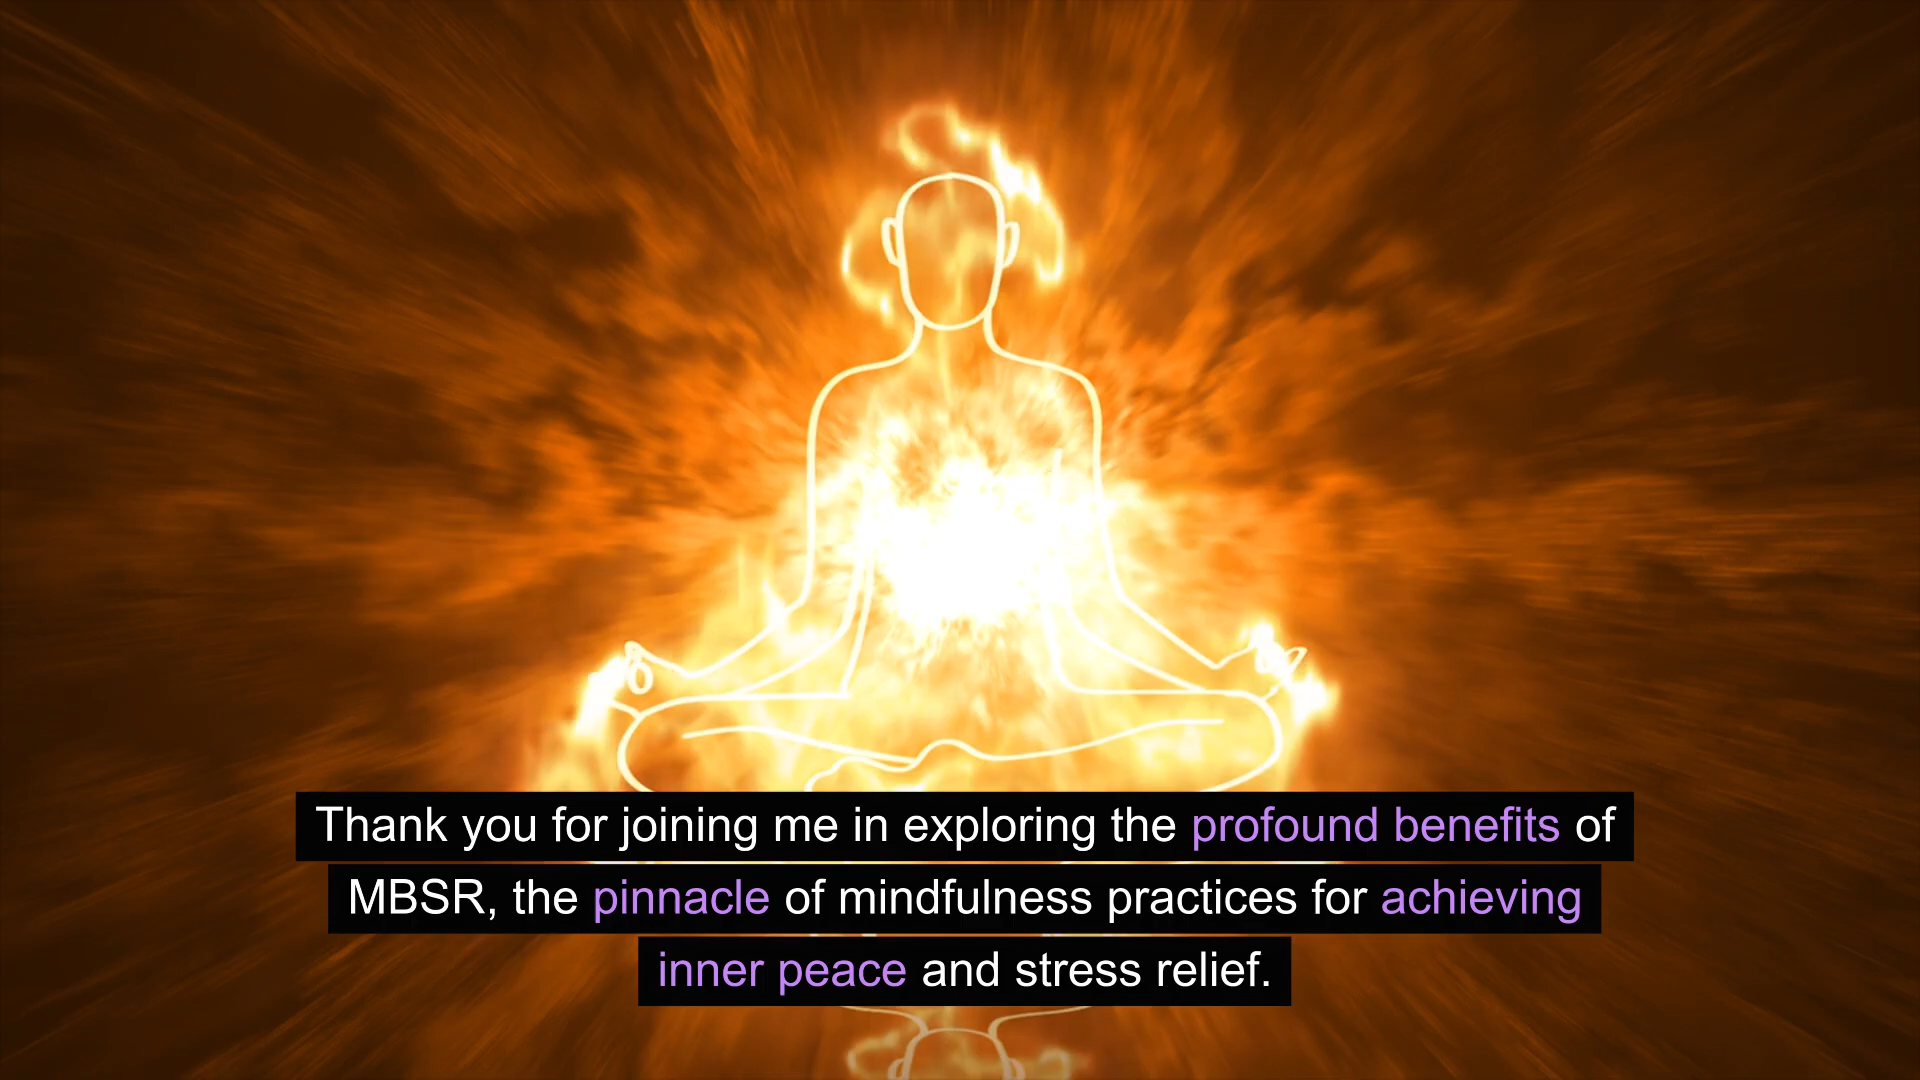 Thank you for joining me in exploring the profound benefits of
MBSR, the pinnacle of mindfulness practices for achieving
inner peace and stress relief.